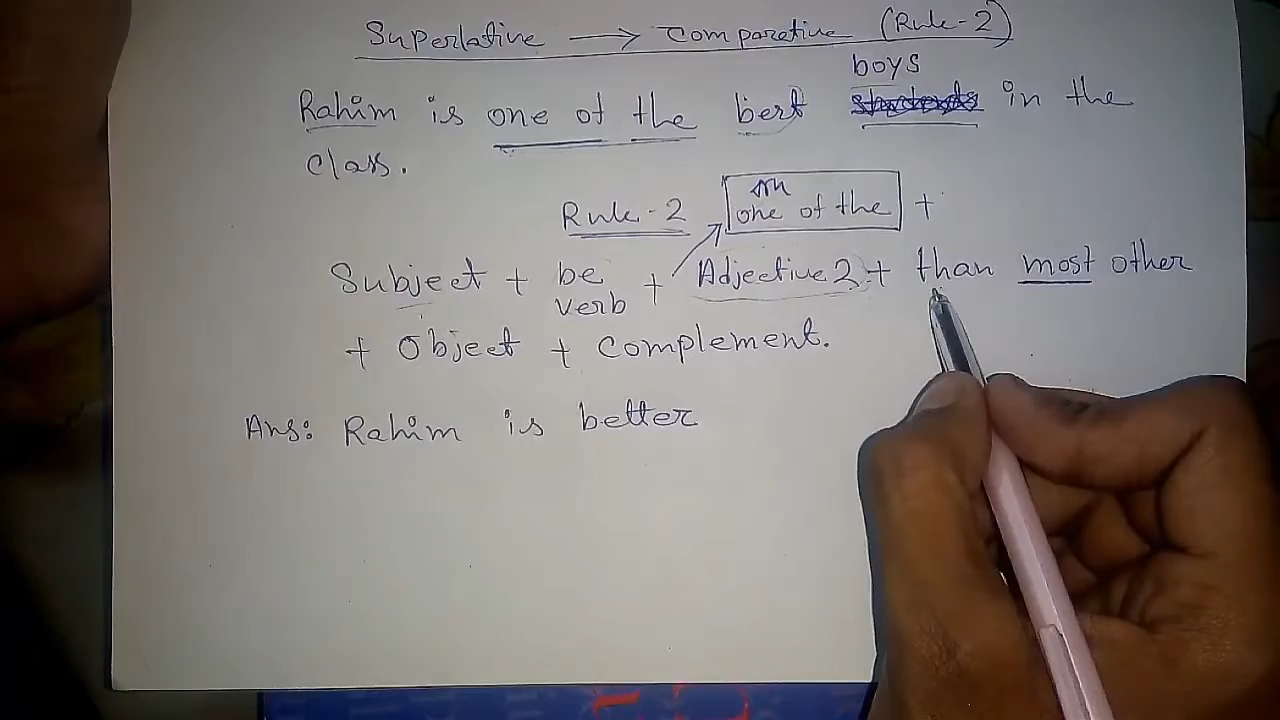 Superlative → Comparetive (Rule-2)
boys
Rahim is one of the best in the
class.
Rule-2
one of the +
Subject + be verb + Adjective 2 + than most other
+ Object + Complement.
Ans: Rahim is better